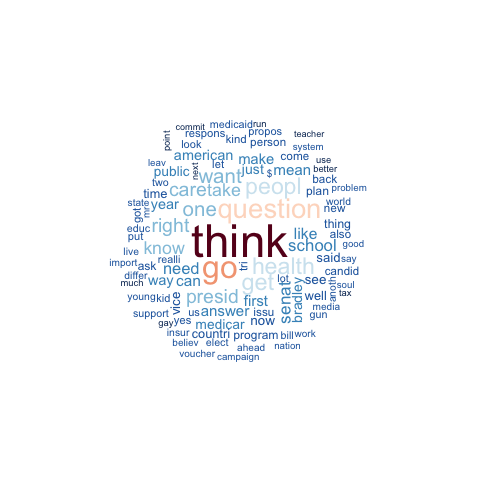 commit
medicaid run
point respons propos teacher
look kind person system
american let make come use
leav next just $ mean better
two public want peopl back problem
state time year caretake plan
got mr one question new world
educ put right like thing
live know think school good
import realli go tri health said say
differ ask need get lot see candid
much way can anoth soul
young kid vice presid first senat bradley well tax
support us answer issu media
gay yes medicar now gun
insur countri program bill work
believ elect ahead nation
voucher campaign